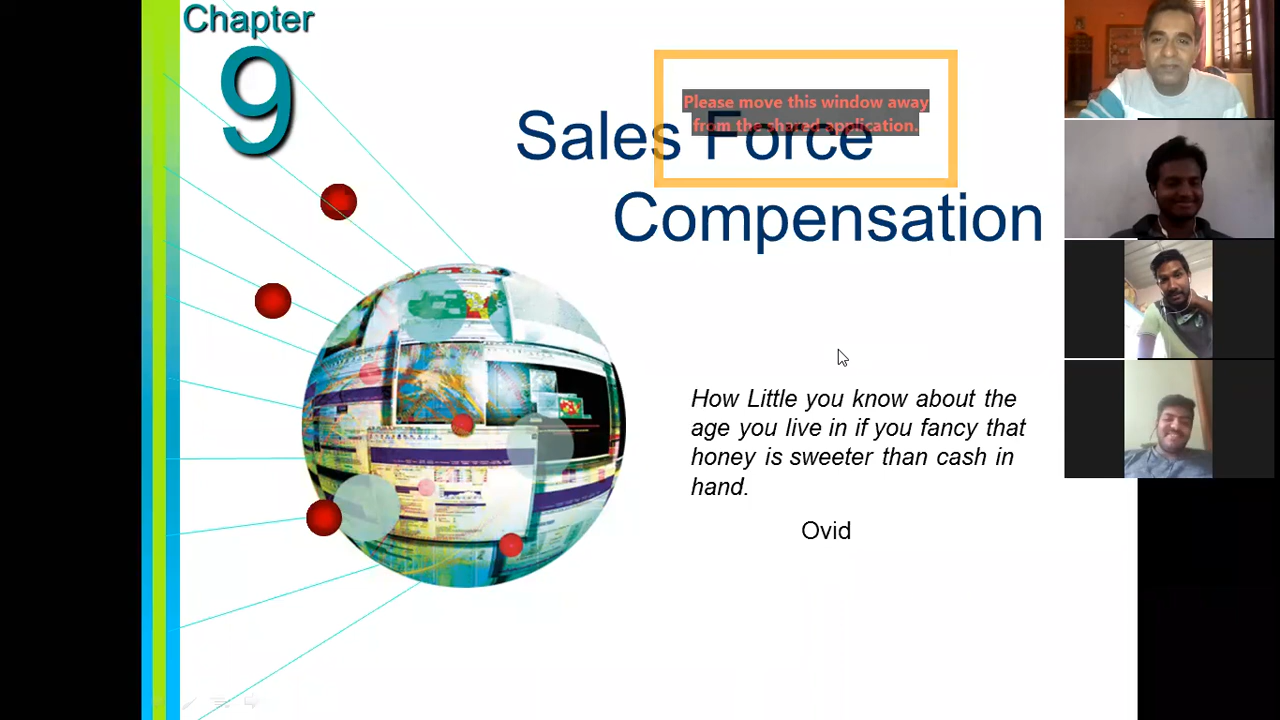 Chapter
9
Please move this window away
from the shared application.
Sales Force
Compensation
How Little you know about the
age you live in if you fancy that
honey is sweeter than cash in
hand.
Ovid